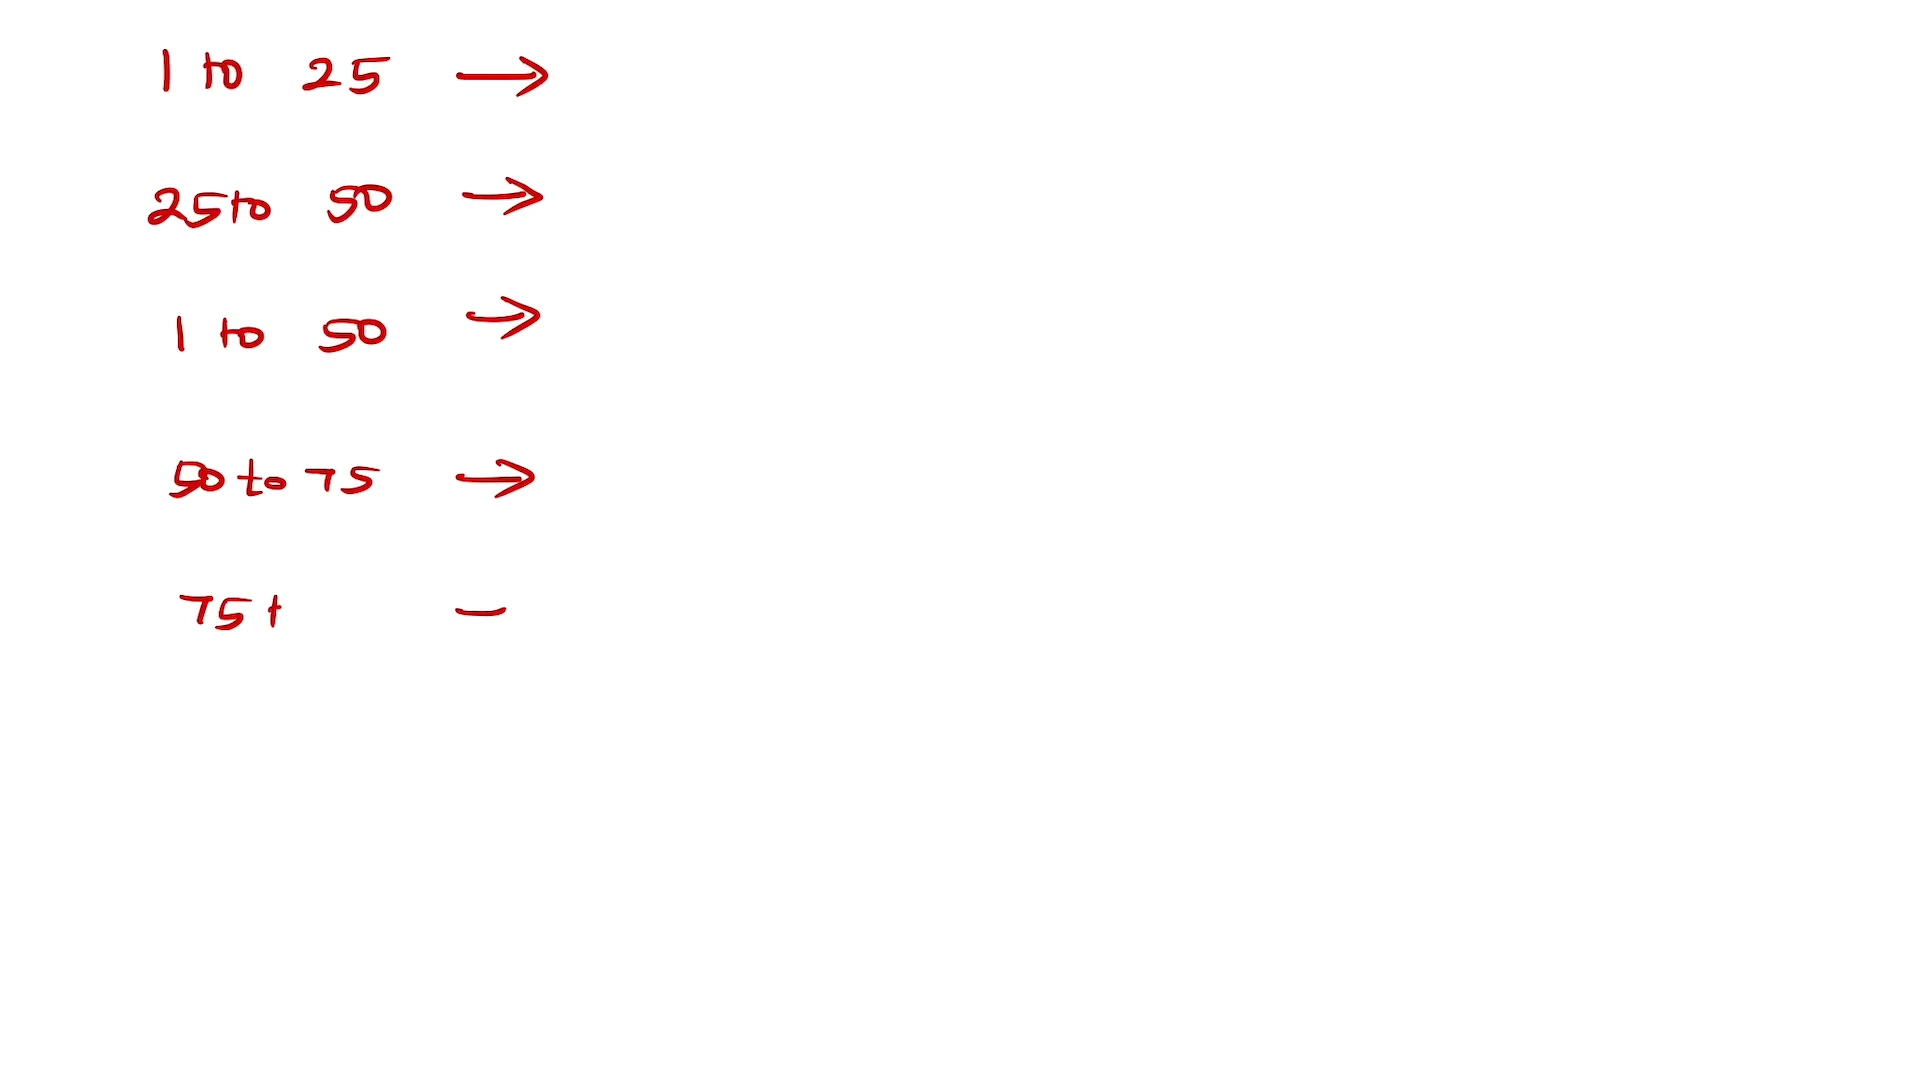 1 to 25 →
25 to 50 →
1 to 50 →
50 to 75 →
75+ —